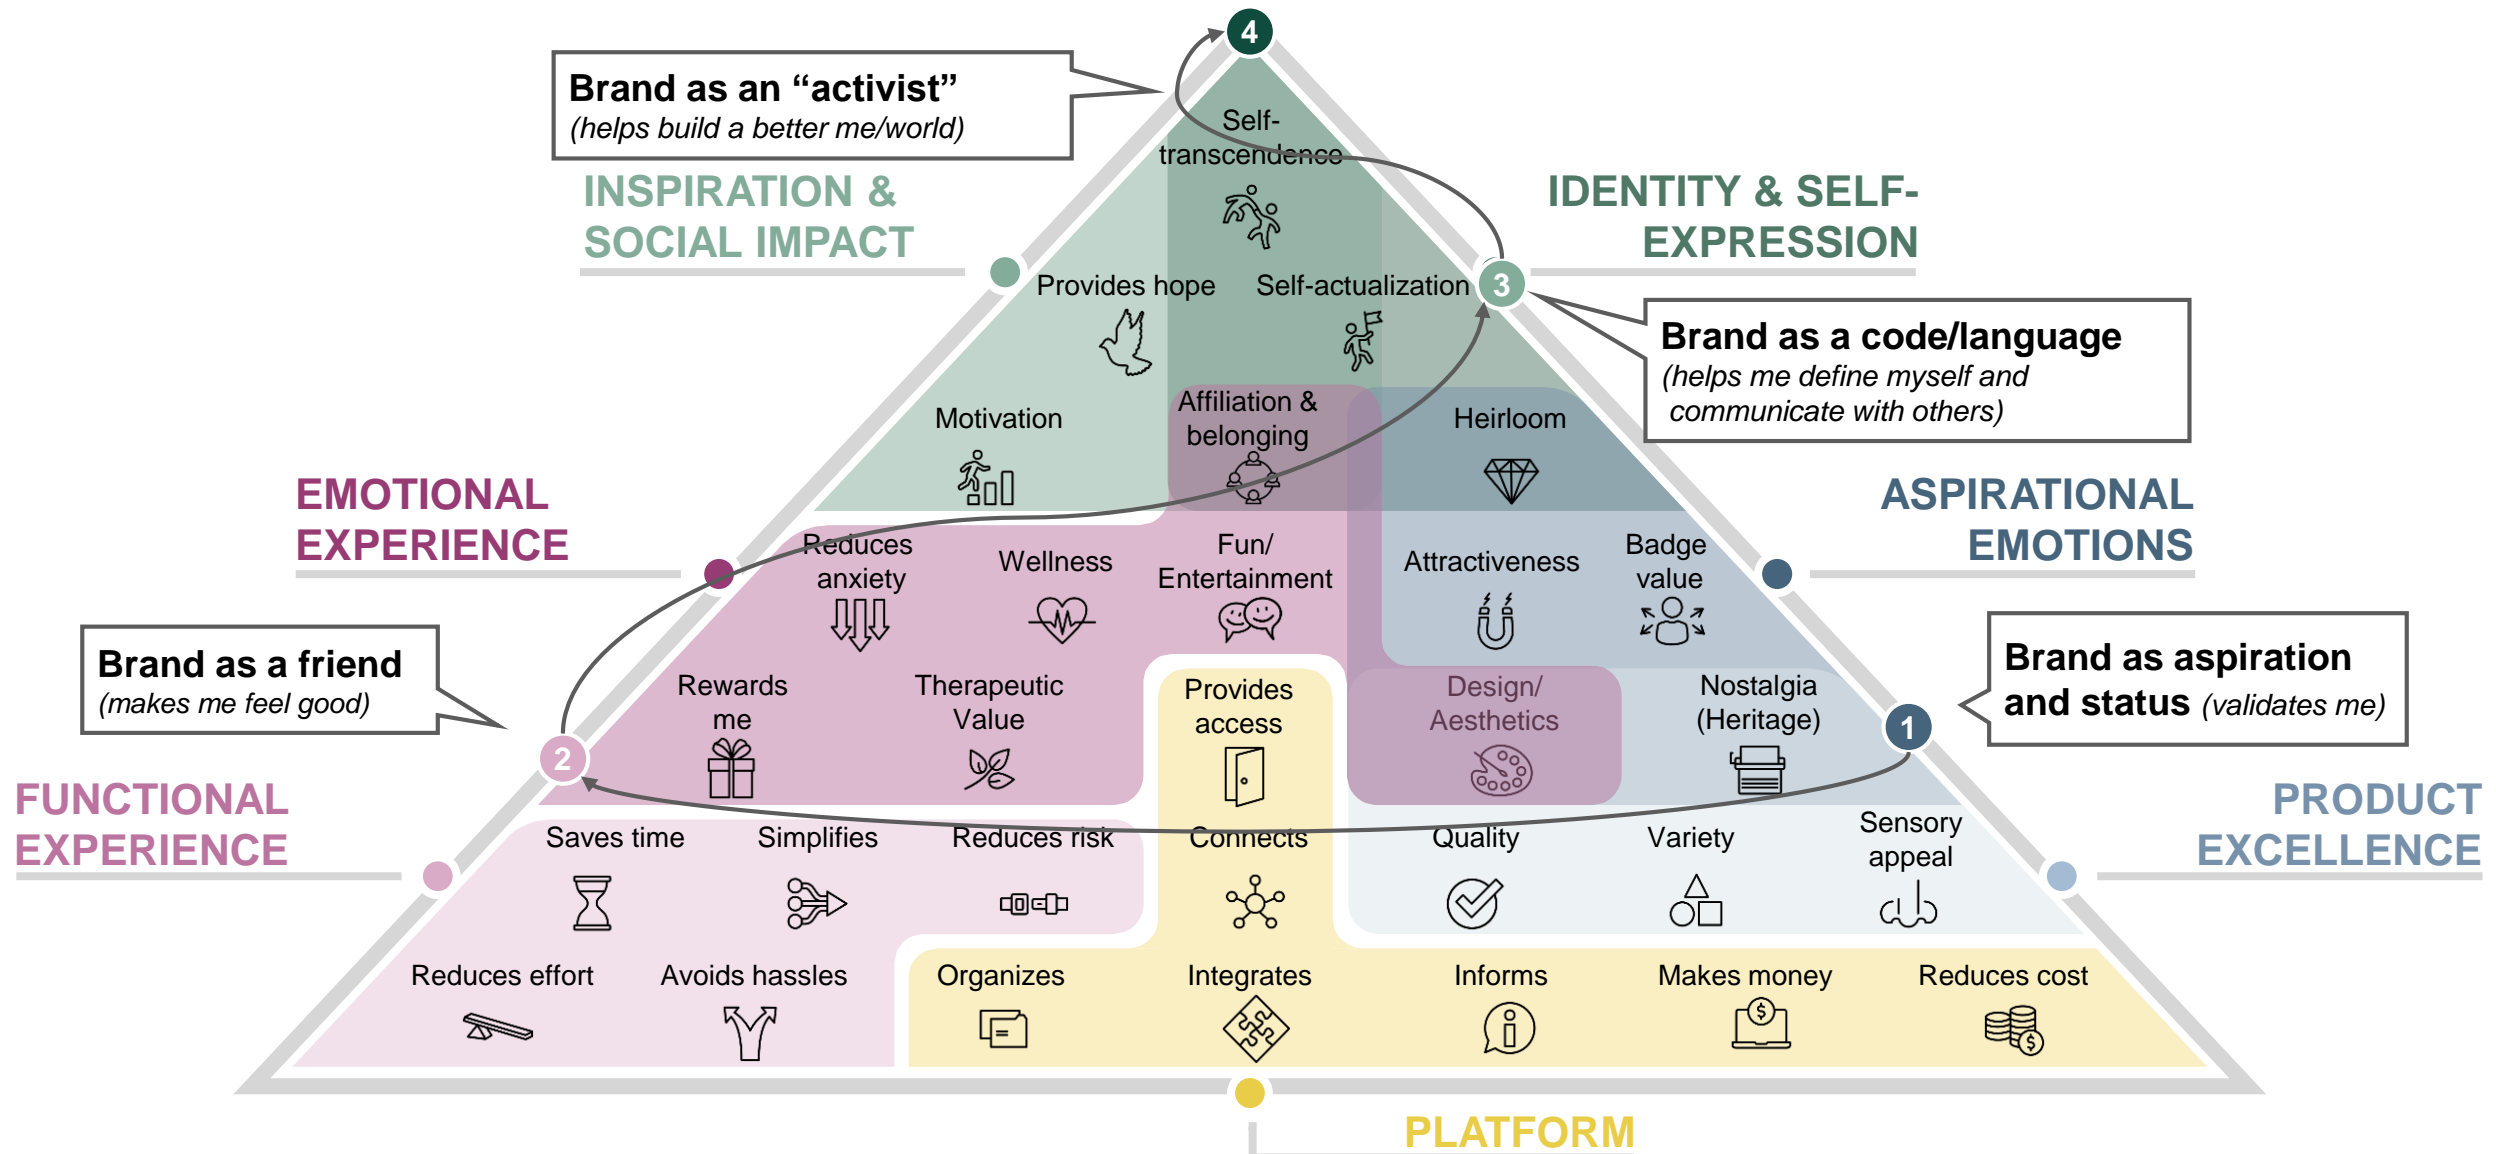 4
Brand as an “activist”
(helps build a better me/world)
Self-
transcendence
INSPIRATION &
SOCIAL IMPACT
IDENTITY & SELF-
EXPRESSION
Provides hope
Self-actualization
3
Brand as a code/language
(helps me define myself and
communicate with others)
Motivation
Affiliation &
belonging
Heirloom
EMOTIONAL
EXPERIENCE
ASPIRATIONAL
EMOTIONS
Reduces
anxiety
Wellness
Fun/
Entertainment
Attractiveness
Badge
value
Brand as a friend
(makes me feel good)
Brand as aspiration
and status (validates me)
Rewards
me
Therapeutic
Value
Provides
access
Design/
Aesthetics
Nostalgia
(Heritage)
1
2
FUNCTIONAL
EXPERIENCE
PRODUCT
EXCELLENCE
Saves time
Simplifies
Reduces risk
Connects
Quality
Variety
Sensory
appeal
Reduces effort
Avoids hassles
Organizes
Integrates
Informs
Makes money
Reduces cost
$
$
PLATFORM